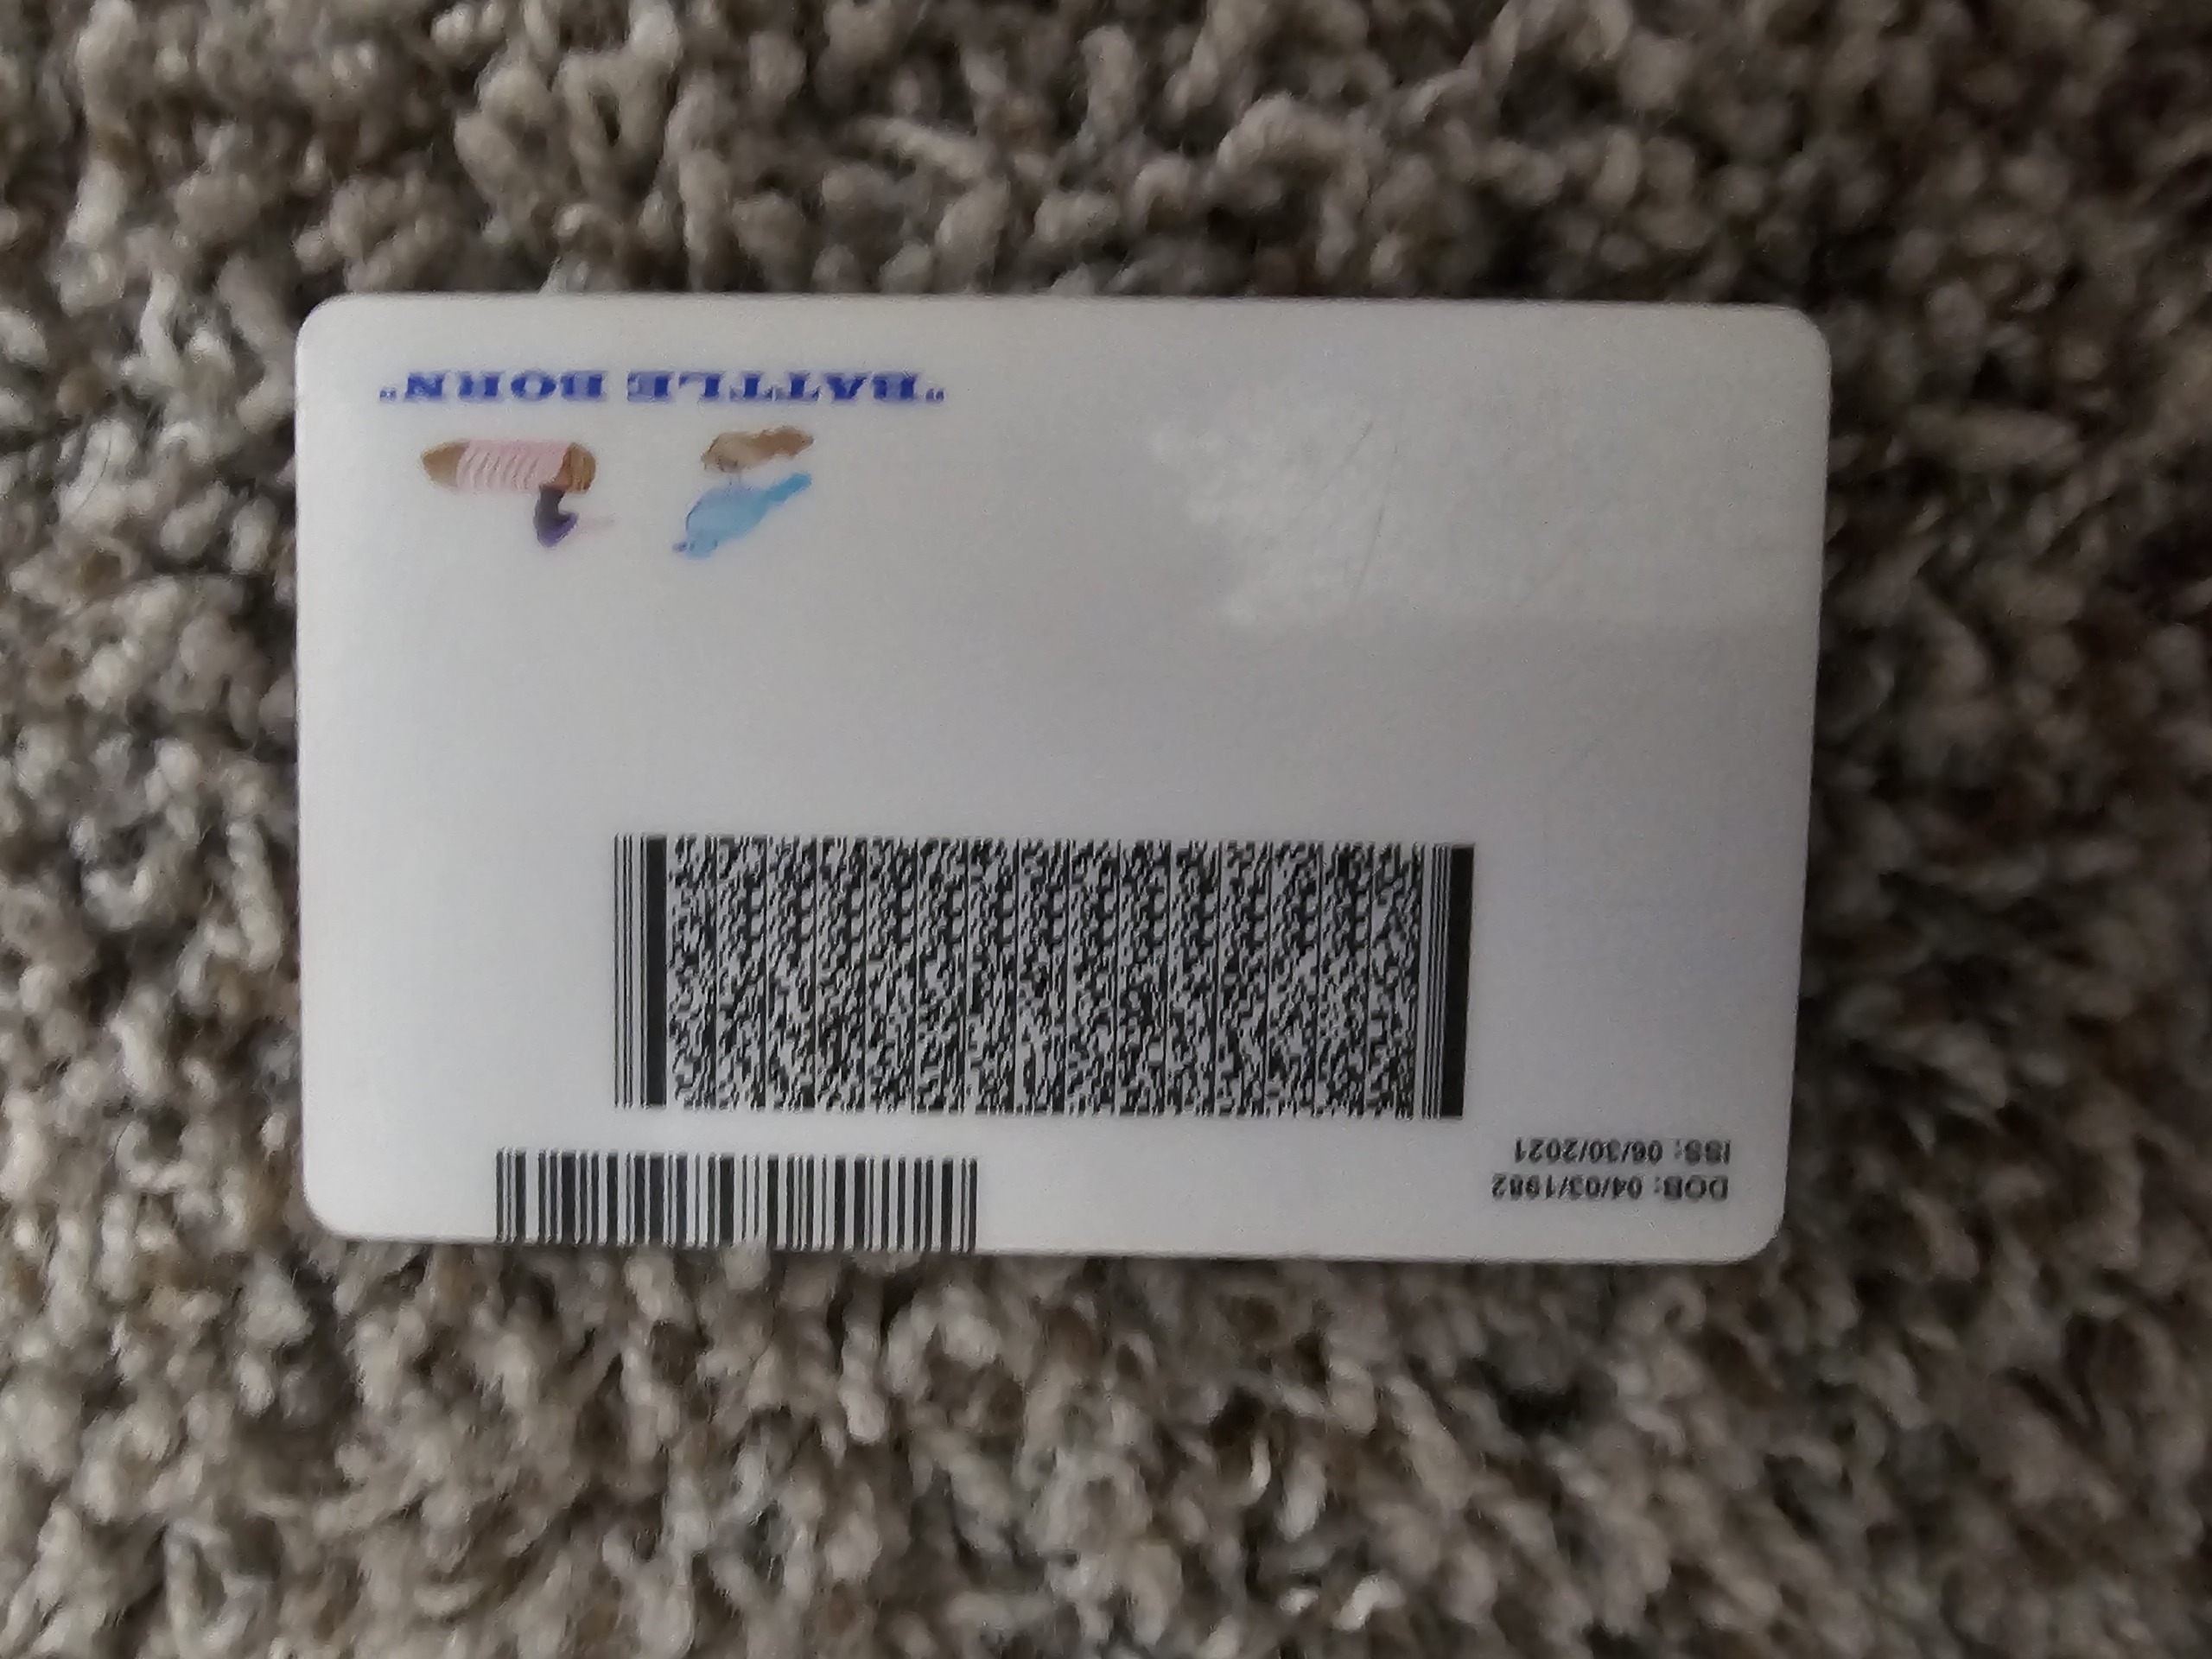 DOB: 04/03/1982
ISS: 06/30/2021
"BATTLE BORN"